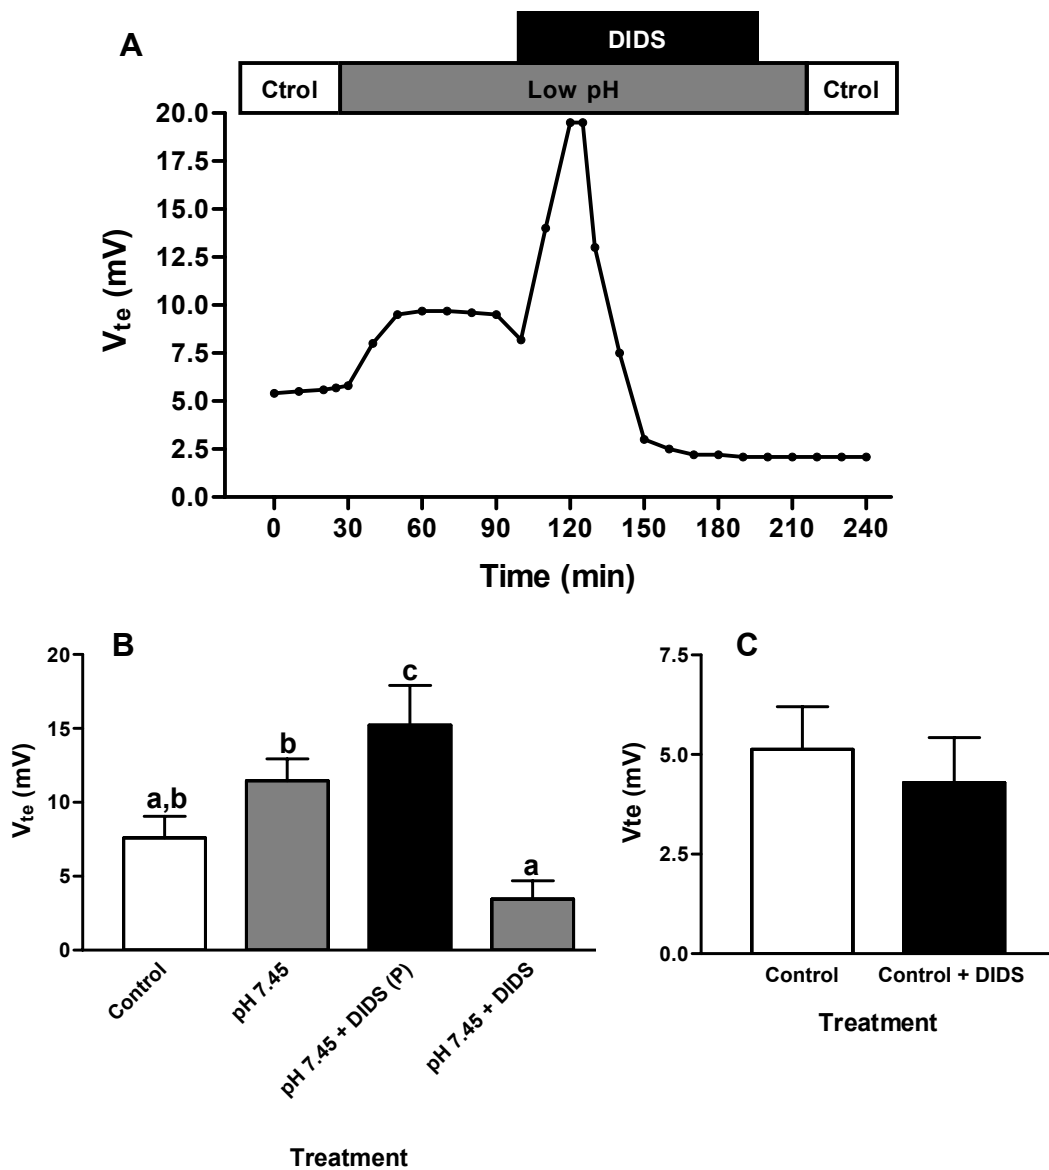 A
DIDS
Ctrol Low pH Ctrol
20.0
17.5
15.0
12.5
10.0
7.5
5.0
2.5
0.0
Vte (mV)
0 30 60 90 120 150 180 210 240
Time (min)
B
20
15
10
5
0
Vte (mV)
a,b
b
c
a
Control
pH 7.45
pH 7.45 + DIDS (P)
pH 7.45 + DIDS
Treatment
C
7.5
5.0
2.5
0.0
Vte (mV)
Control Control + DIDS
Treatment